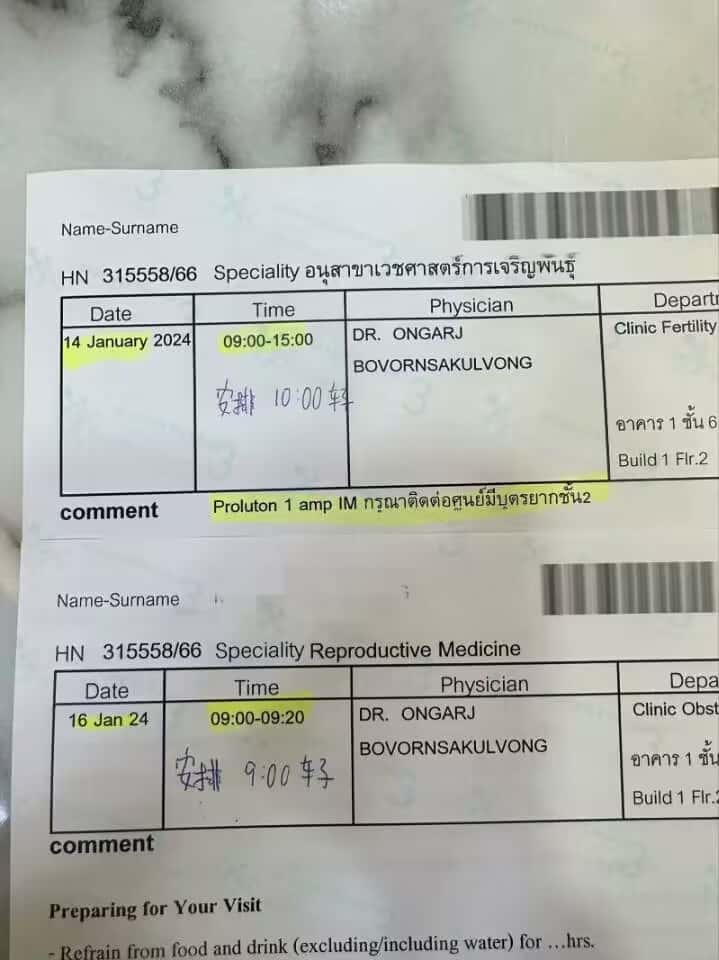 Name-Surname
HN 315558/66 Speciality อนุสาขาเวชศาสตร์การเจริญพันธุ์
Date Time Physician Departr
14 January 2024 09:00-15:00 DR. ONGARJ Clinic Fertility
BOVORNSAKULVONG
安排 10:00 车子
อาคาร 1 ชั้น 6
Build 1 Flr.2
comment Proluton 1 amp IM กรุณาติดต่อศูนย์มีบุตรยากชั้น2
Name-Surname
HN 315558/66 Speciality Reproductive Medicine
Date Time Physician Depa
16 Jan 24 09:00-09:20 DR. ONGARJ Clinic Obst
BOVORNSAKULVONG
อาคาร 1 ชั้น
安排 9:00 车子
Build 1 Flr.2
comment
Preparing for Your Visit
- Refrain from food and drink (excluding/including water) for ...hrs.